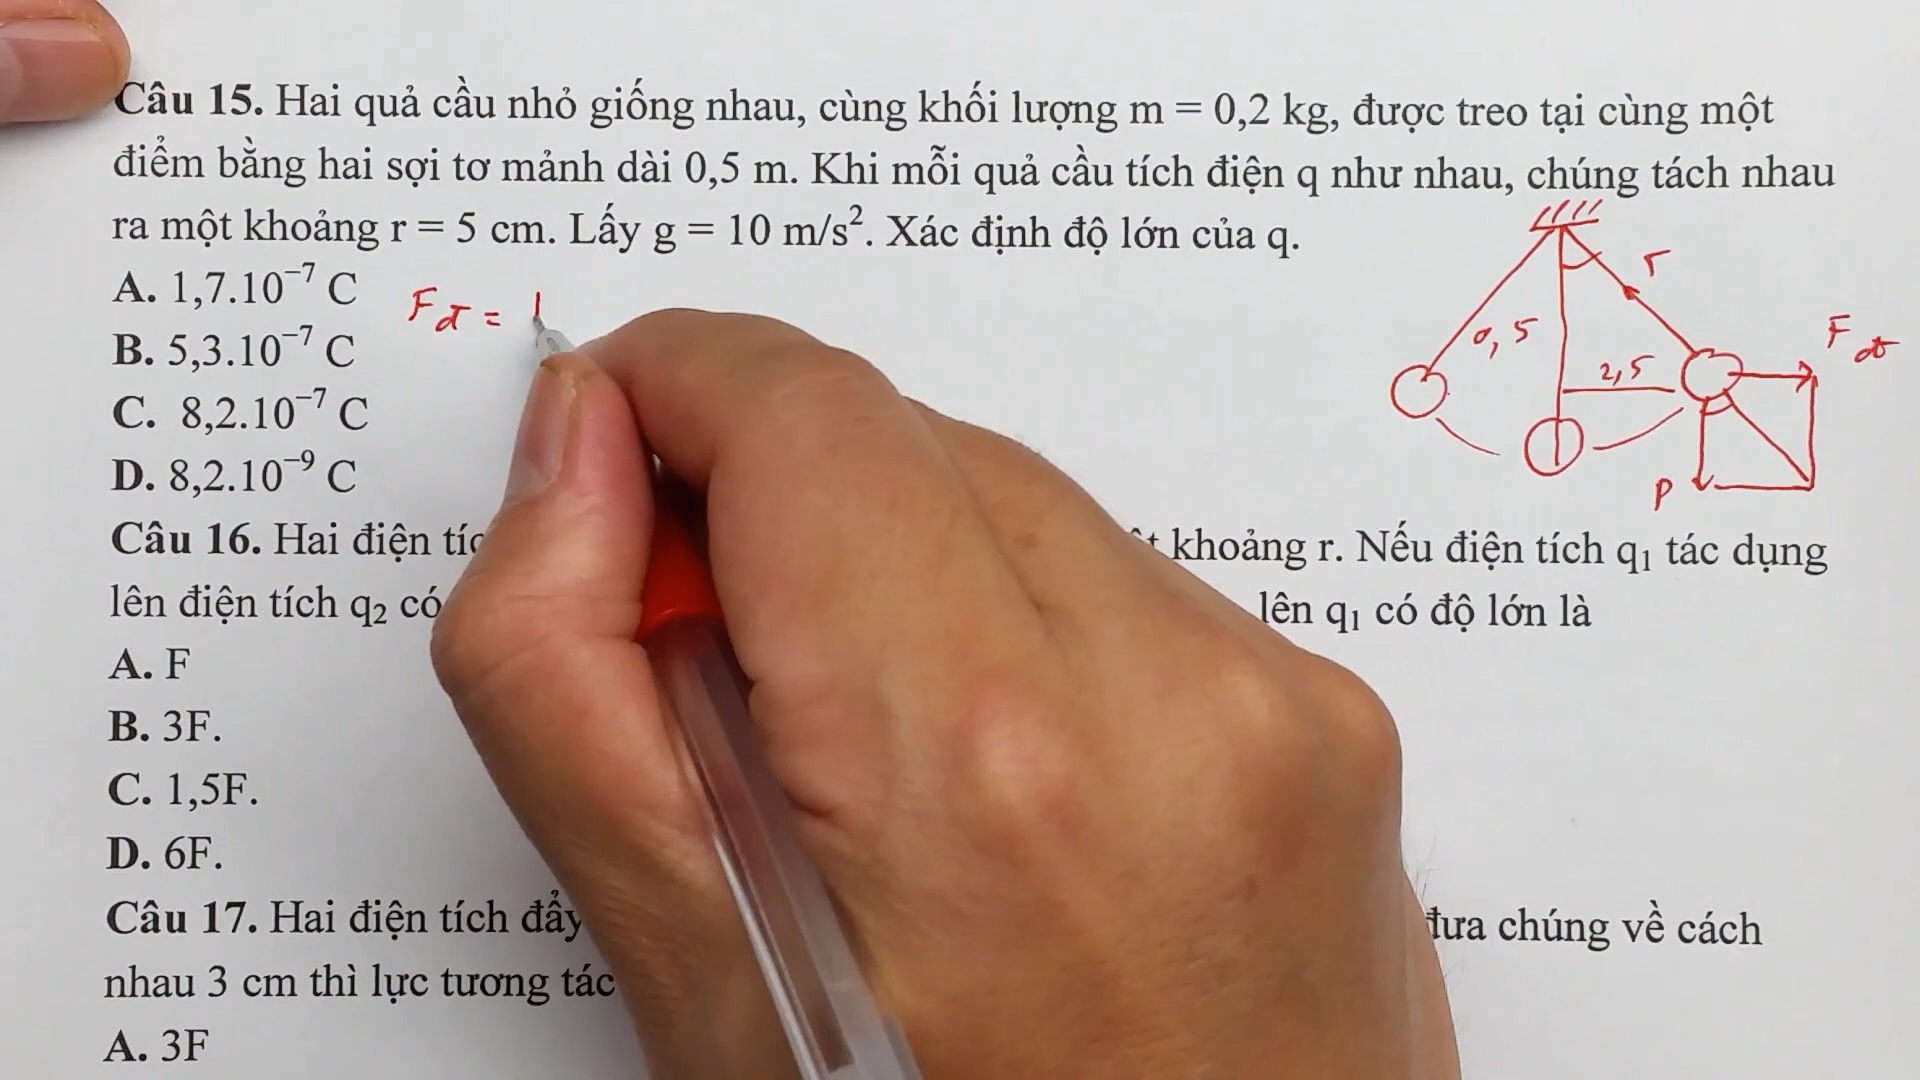 Câu 15. Hai quả cầu nhỏ giống nhau, cùng khối lượng m = 0,2 kg, được treo tại cùng một
điểm bằng hai sợi tơ mảnh dài 0,5 m. Khi mỗi quả cầu tích điện q như nhau, chúng tách nhau
ra một khoảng r = 5 cm. Lấy g = 10 m/s². Xác định độ lớn của q.
A. 1,7.10⁻⁷ C
B. 5,3.10⁻⁷ C
C. 8,2.10⁻⁷ C
D. 8,2.10⁻⁹ C
0,5
2,5
P
Câu 16. Hai điện khoảng r. Nếu điện tích q₁ tác dụng
lên điện tích q₂ có lên q₁ có độ lớn là
A. F
B. 3F.
C. 1,5F.
D. 6F.
Câu 17. Hai điện tích đẩy đưa chúng về cách
nhau 3 cm thì lực tương tác
A. 3F